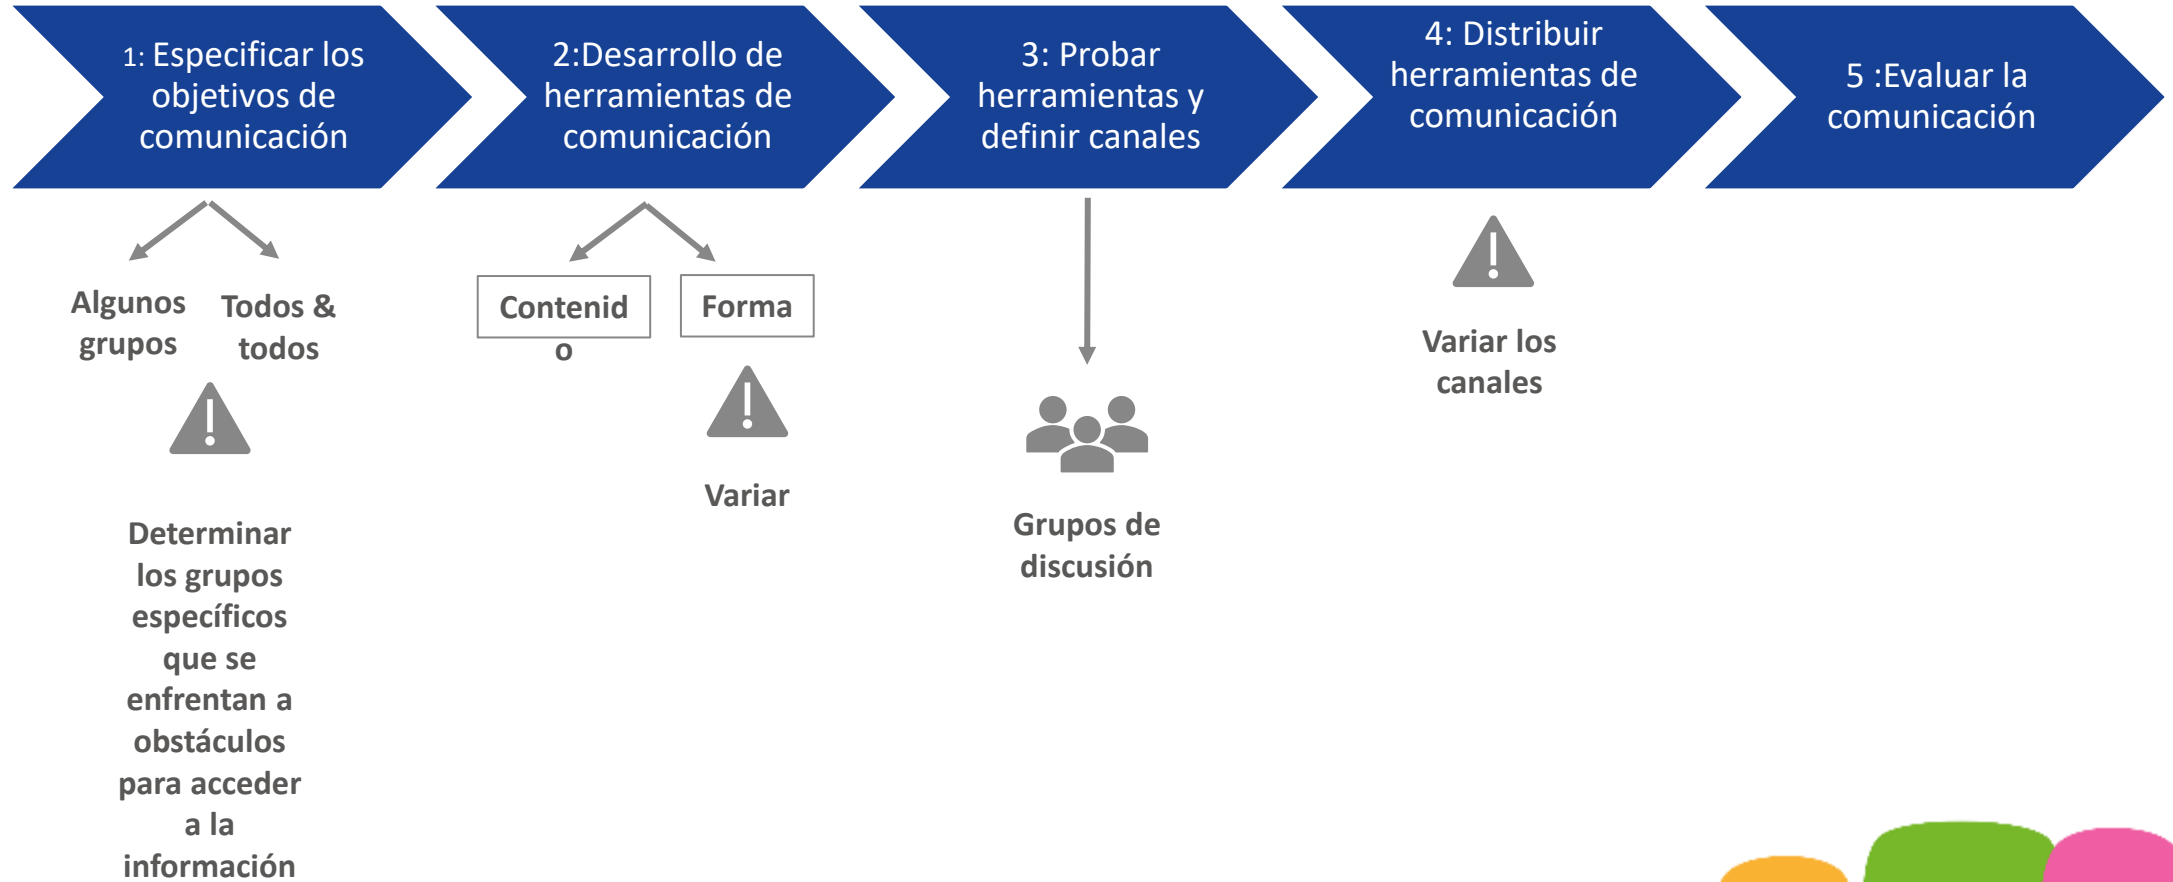 1: Especificar los
objetivos de
comunicación
2:Desarrollo de
herramientas de
comunicación
3: Probar
herramientas y
definir canales
4: Distribuir
herramientas de
comunicación
5 :Evaluar la
comunicación
Algunos
grupos
Todos &
todos
Determinar
los grupos
específicos
que se
enfrentan a
obstáculos
para acceder
a la
información
Contenid
o
Forma
Variar
Grupos de
discusión
Variar los
canales